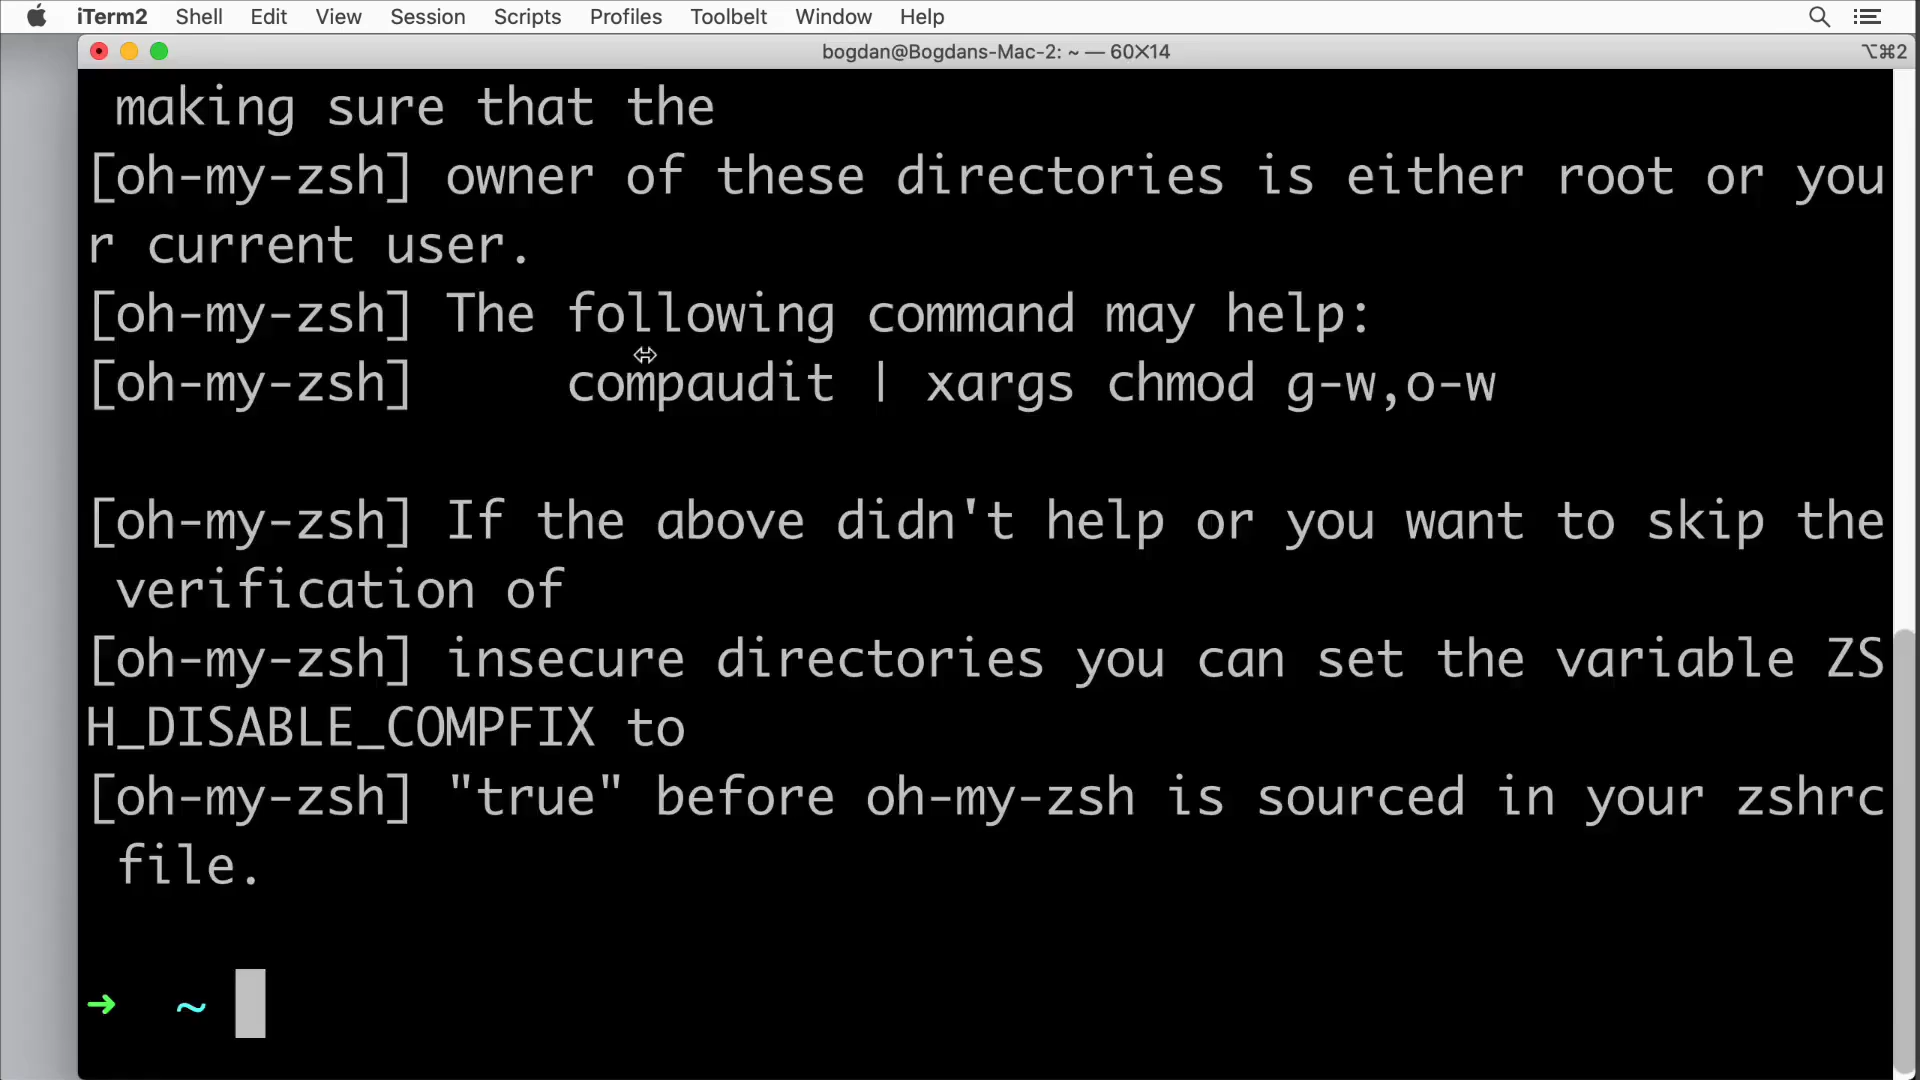 iTerm2 Shell Edit View Session Scripts Profiles Toolbelt Window Help
bogdan@Bogdans-Mac-2: ~ — 60✕14 ⌥⌘2
making sure that the
[oh-my-zsh] owner of these directories is either root or you
r current user.
[oh-my-zsh] The following command may help:
[oh-my-zsh]     compaudit | xargs chmod g-w,o-w
[oh-my-zsh] If the above didn't help or you want to skip the
verification of
[oh-my-zsh] insecure directories you can set the variable ZS
H_DISABLE_COMPFIX to
[oh-my-zsh] "true" before oh-my-zsh is sourced in your zshrc
file.
➜  ~